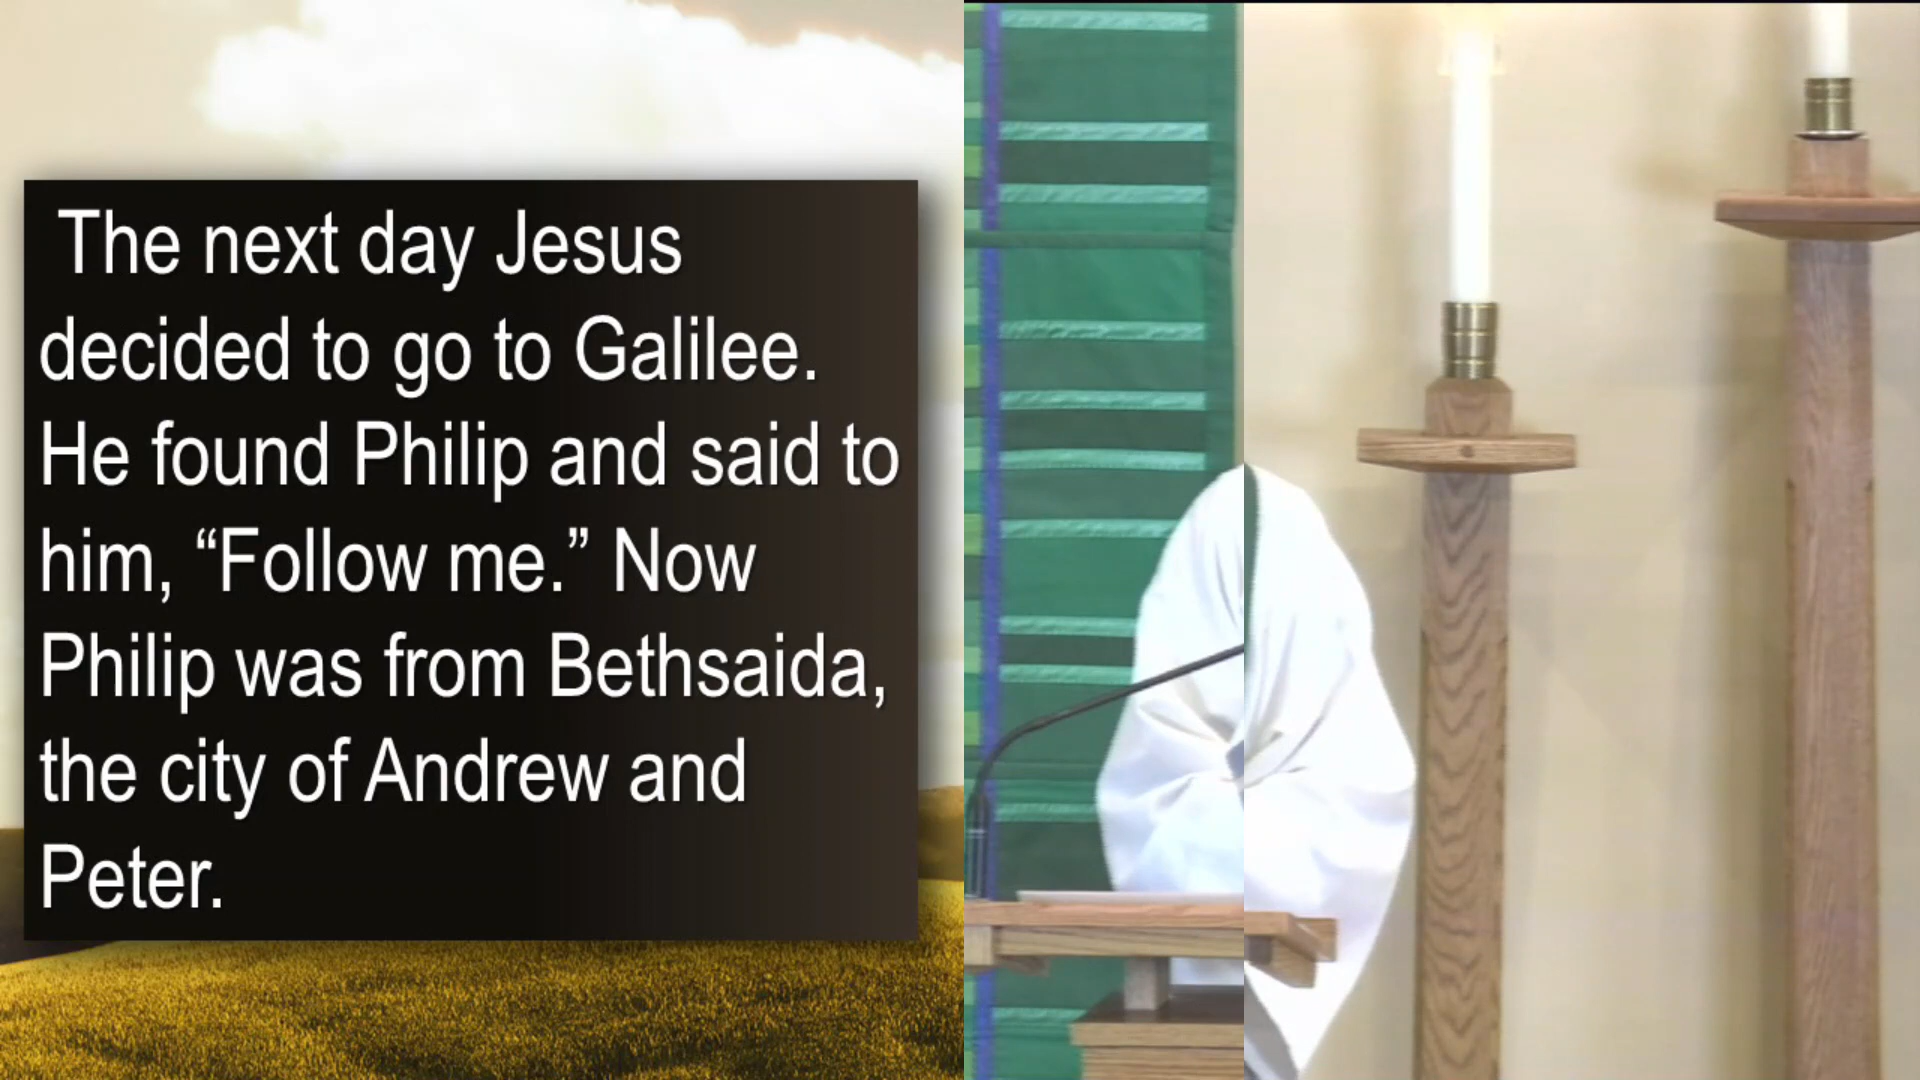 The next day Jesus
decided to go to Galilee.
He found Philip and said to
him, “Follow me.” Now
Philip was from Bethsaida,
the city of Andrew and
Peter.